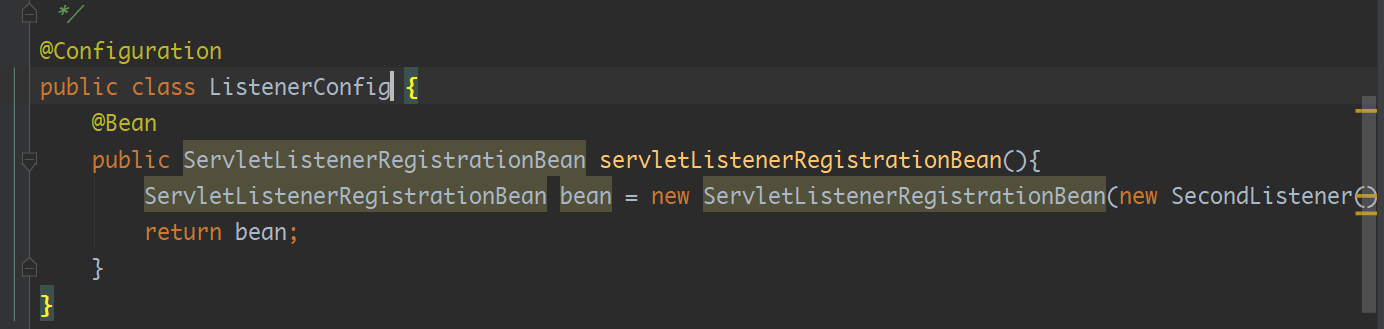 */
@Configuration
public class ListenerConfig {
@Bean
public ServletListenerRegistrationBean servletListenerRegistrationBean(){
ServletListenerRegistrationBean bean = new ServletListenerRegistrationBean(new SecondListener()
return bean;
}
}